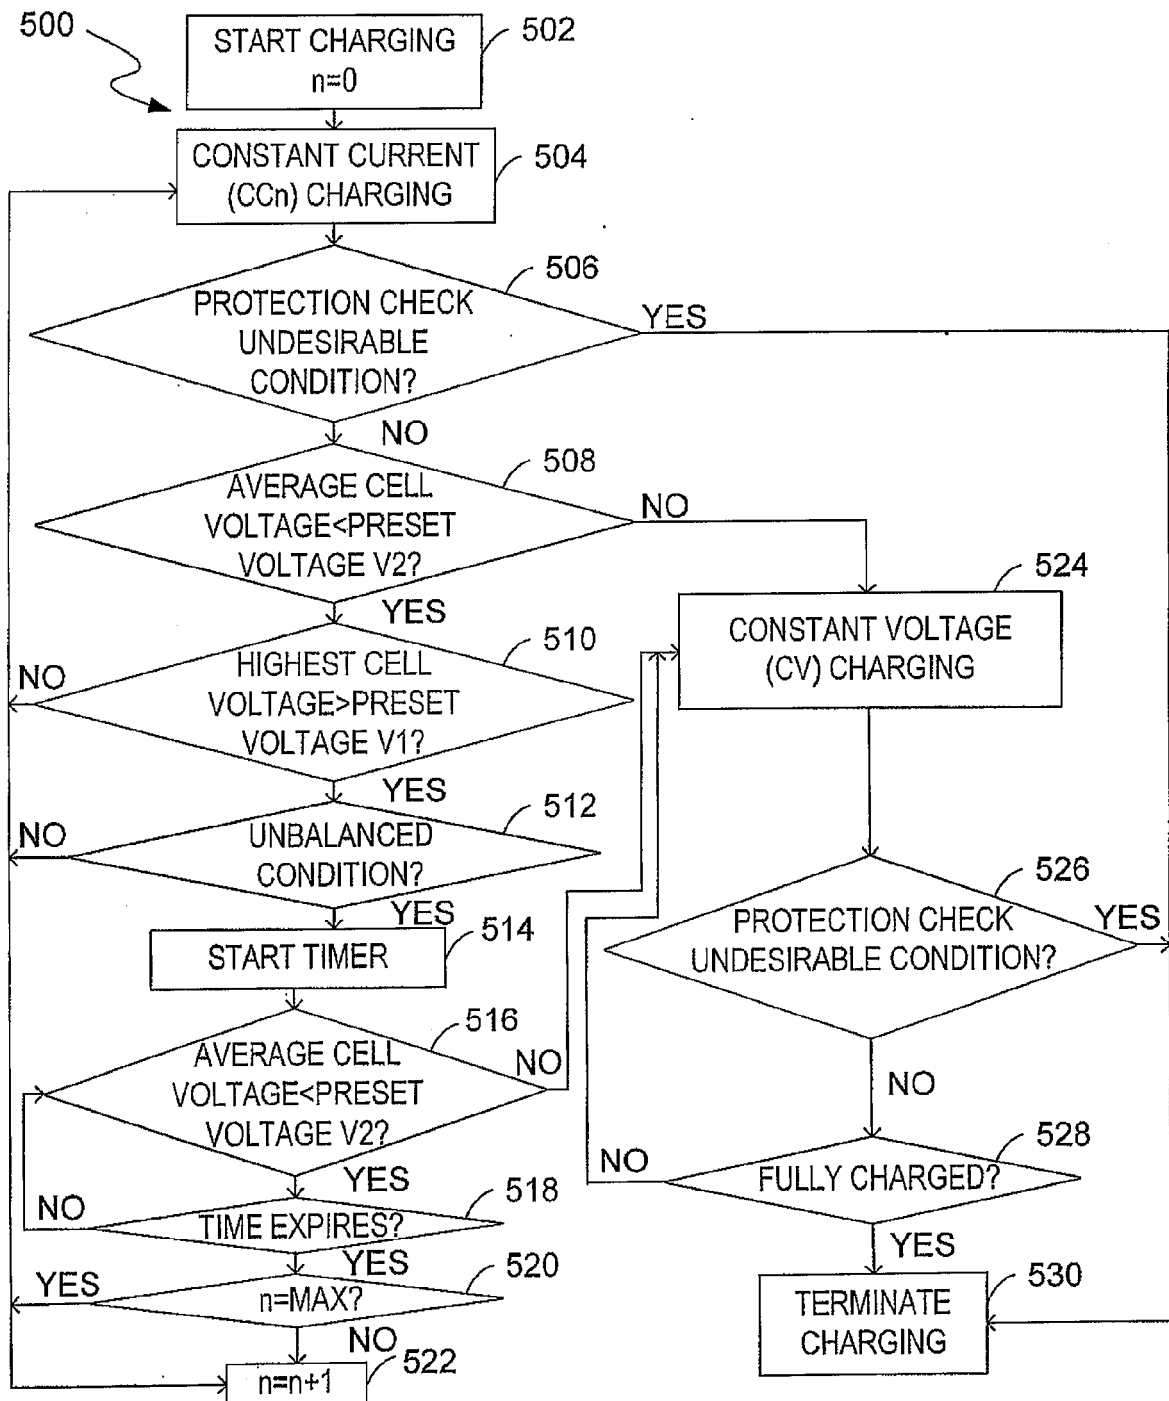 500
START CHARGING
n=0
502
CONSTANT CURRENT
(CCn) CHARGING
504
PROTECTION CHECK
UNDESIRABLE
CONDITION?
506
YES
NO
AVERAGE CELL
VOLTAGE<PRESET
VOLTAGE V2?
508
NO
YES
HIGHEST CELL
VOLTAGE>PRESET
VOLTAGE V1?
510
NO
YES
UNBALANCED
CONDITION?
512
NO
YES
START TIMER
514
AVERAGE CELL
VOLTAGE<PRESET
VOLTAGE V2?
516
NO
YES
TIME EXPIRES?
518
NO
YES
n=MAX?
520
YES
NO
n=n+1
522
CONSTANT VOLTAGE
(CV) CHARGING
524
PROTECTION CHECK
UNDESIRABLE CONDITION?
526
YES
NO
FULLY CHARGED?
528
NO
YES
TERMINATE
CHARGING
530